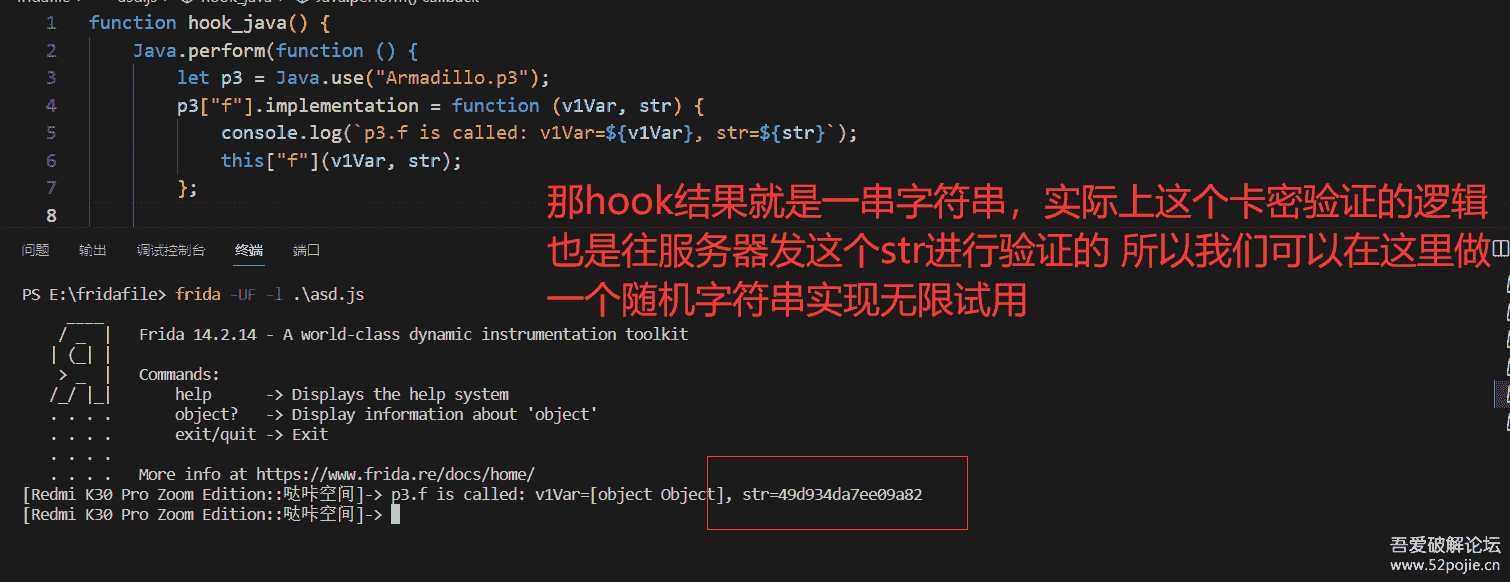 1 function hook_java() {
2 Java.perform(function () {
3 let p3 = Java.use("Armadillo.p3");
4 p3["f"].implementation = function (v1Var, str) {
5 console.log(`p3.f is called: v1Var=${v1Var}, str=${str}`);
6 this["f"](v1Var, str);
7 };
8
那hook结果就是一串字符串，实际上这个卡密验证的逻辑
也是往服务器发这个str进行验证的 所以我们可以在这里做
一个随机字符串实现无限试用
问题 输出 调试控制台 终端 端口
PS E:\fridafile> frida -UF -l .\asd.js
____
/ _  | Frida 14.2.14 - A world-class dynamic instrumentation toolkit
| (_| |
> _  | Commands:
/_/ |_| help -> Displays the help system
. . . . object? -> Display information about 'object'
. . . . exit/quit -> Exit
. . . .
. . . . More info at https://www.frida.re/docs/home/
[Redmi K30 Pro Zoom Edition::哒咔空间]-> p3.f is called: v1Var=[object Object], str=49d934da7ee09a82
[Redmi K30 Pro Zoom Edition::哒咔空间]->
吾爱破解论坛
www.52pojie.cn